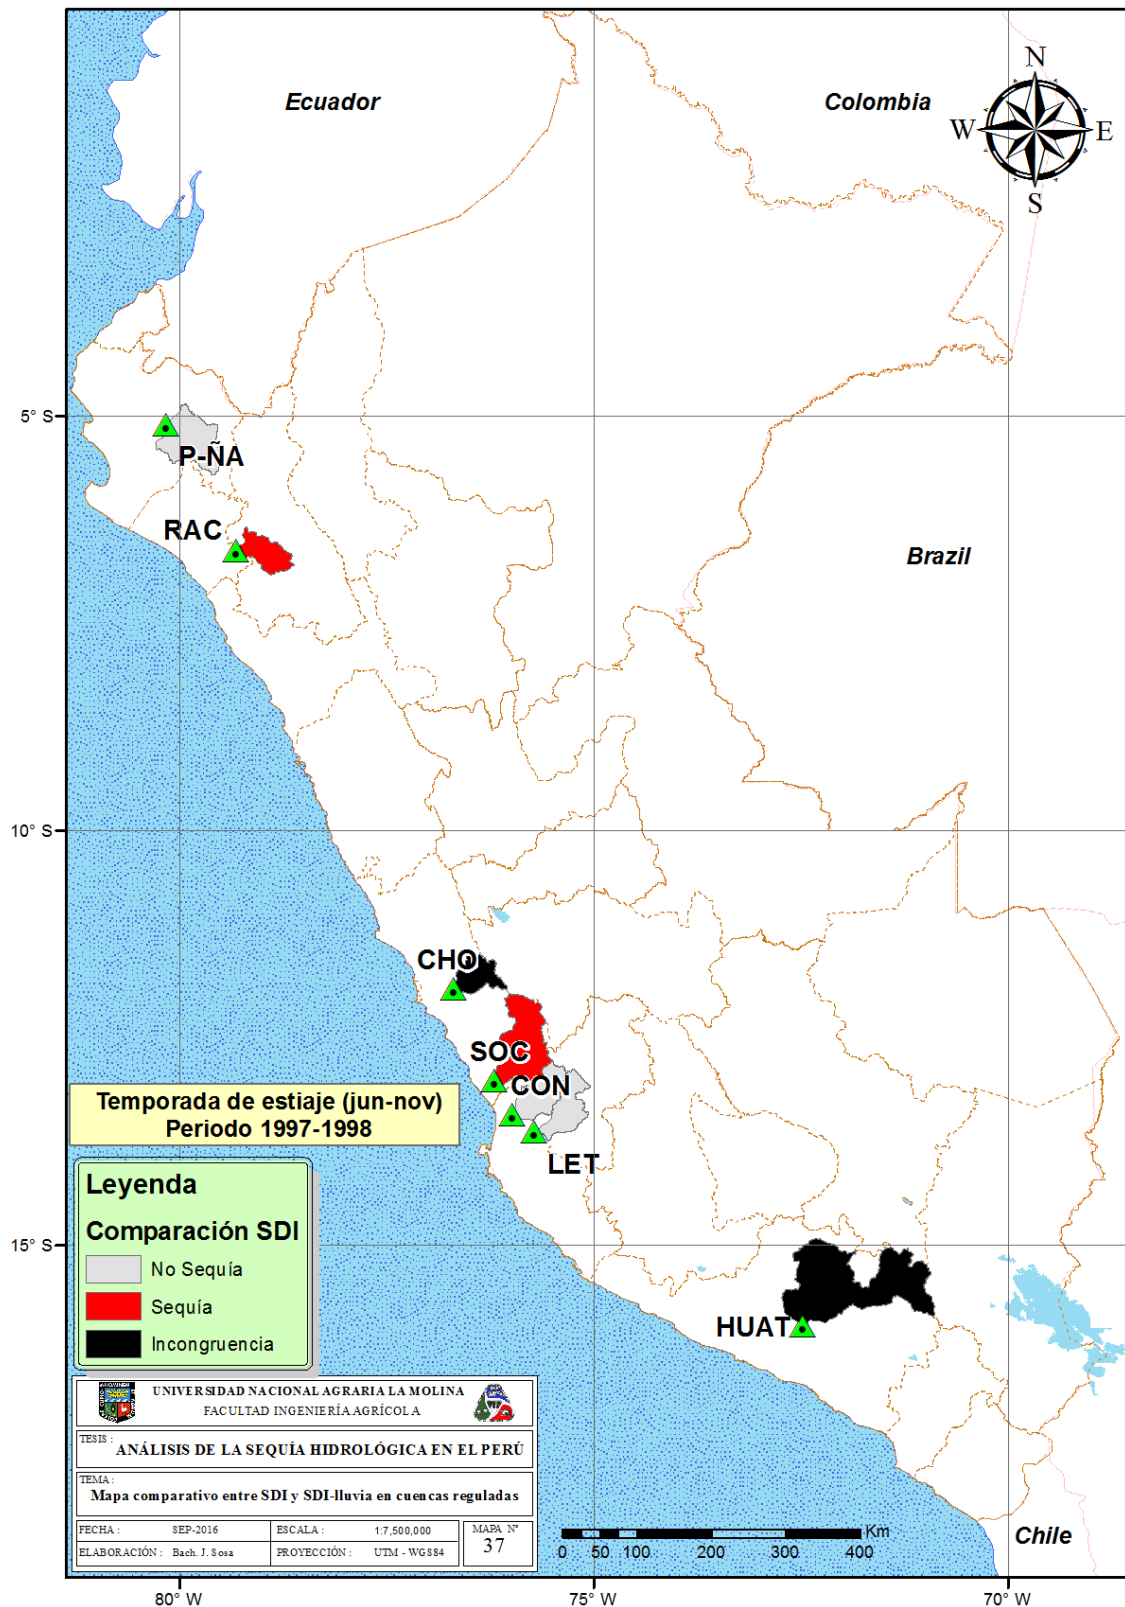 Ecuador
Colombia
N
W
E
S
5° S
P-ÑA
RAC
Brazil
10° S
CHO
SOC
CON
LET
Temporada de estiaje (jun-nov)
Periodo 1997-1998
Leyenda
Comparación SDI
No Sequía
Sequía
Incongruencia
15° S
HUAT
UNIVERSIDAD NACIONAL AGRARIA LA MOLINA
FACULTAD INGENIERÍA AGRÍCOLA
TESIS :
ANÁLISIS DE LA SEQUÍA HIDROLÓGICA EN EL PERÚ
TEMA :
Mapa comparativo entre SDI y SDI-lluvia en cuencas reguladas
FECHA : SEP-2016 ESCALA : 1:7,500,000 MAPA Nº
37
ELABORACIÓN : Bach. J. Sosa PROYECCIÓN : UTM - WGS84
Km
0 50 100 200 300 400
Chile
80° W 75° W 70° W